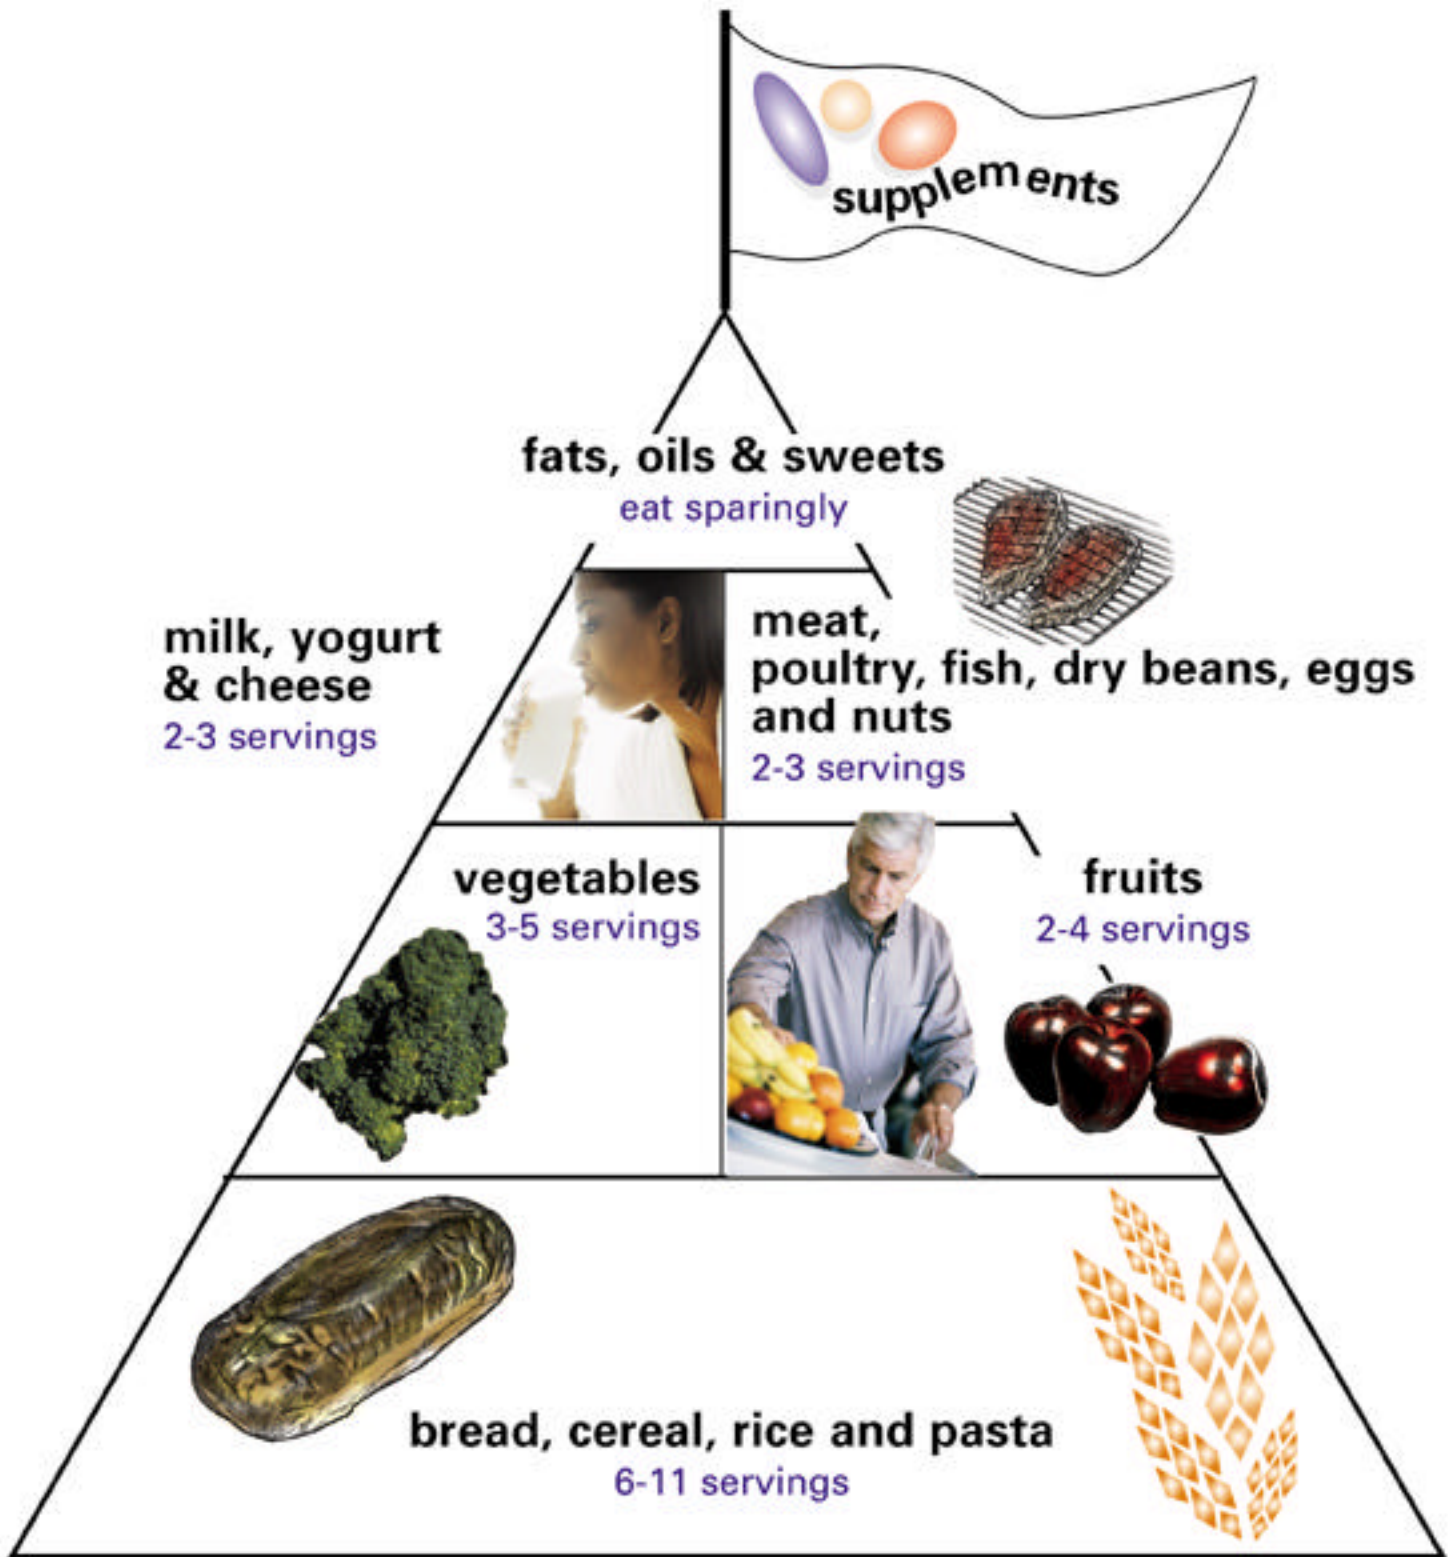 supplements
fats, oils & sweets
eat sparingly
milk, yogurt
& cheese
2-3 servings
meat,
poultry, fish, dry beans, eggs
and nuts
2-3 servings
vegetables
3-5 servings
fruits
2-4 servings
bread, cereal, rice and pasta
6-11 servings